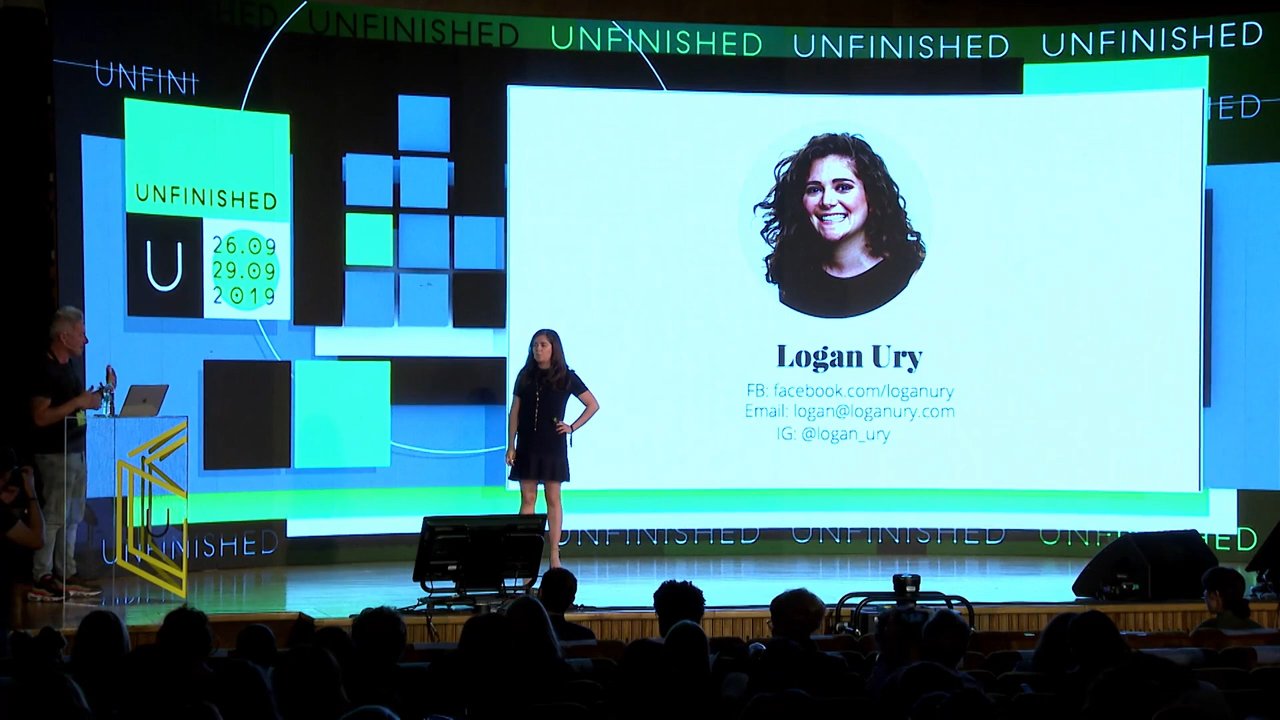 UNFINISHED
UNFINISHED
UNFINISHED
UNFINISHED
UNFINI
UNFINISHED
U
26.09
29.09
2019
Logan Ury
FB: facebook.com/loganury
Email: logan@loganury.com
IG: @logan_ury
U
UNFINISHED
UNFINISHED
UNFINISHED